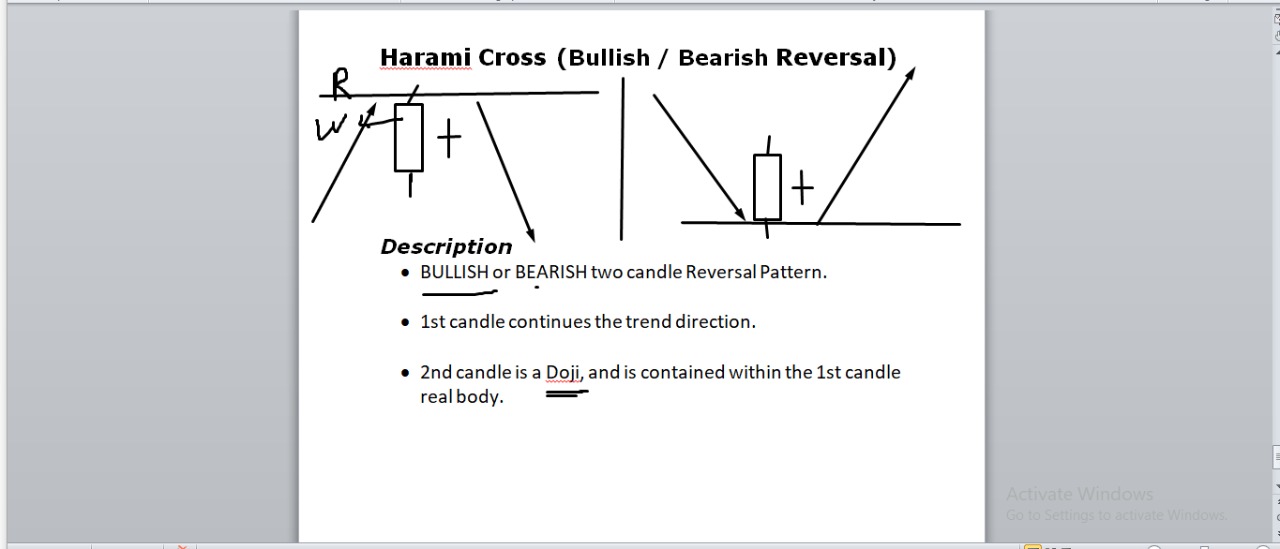 Harami Cross (Bullish / Bearish Reversal)
R
W
Description
• BULLISH or BEARISH two candle Reversal Pattern.
• 1st candle continues the trend direction.
• 2nd candle is a Doji, and is contained within the 1st candle
real body.
Activate Windows
Go to Settings to activate Windows.